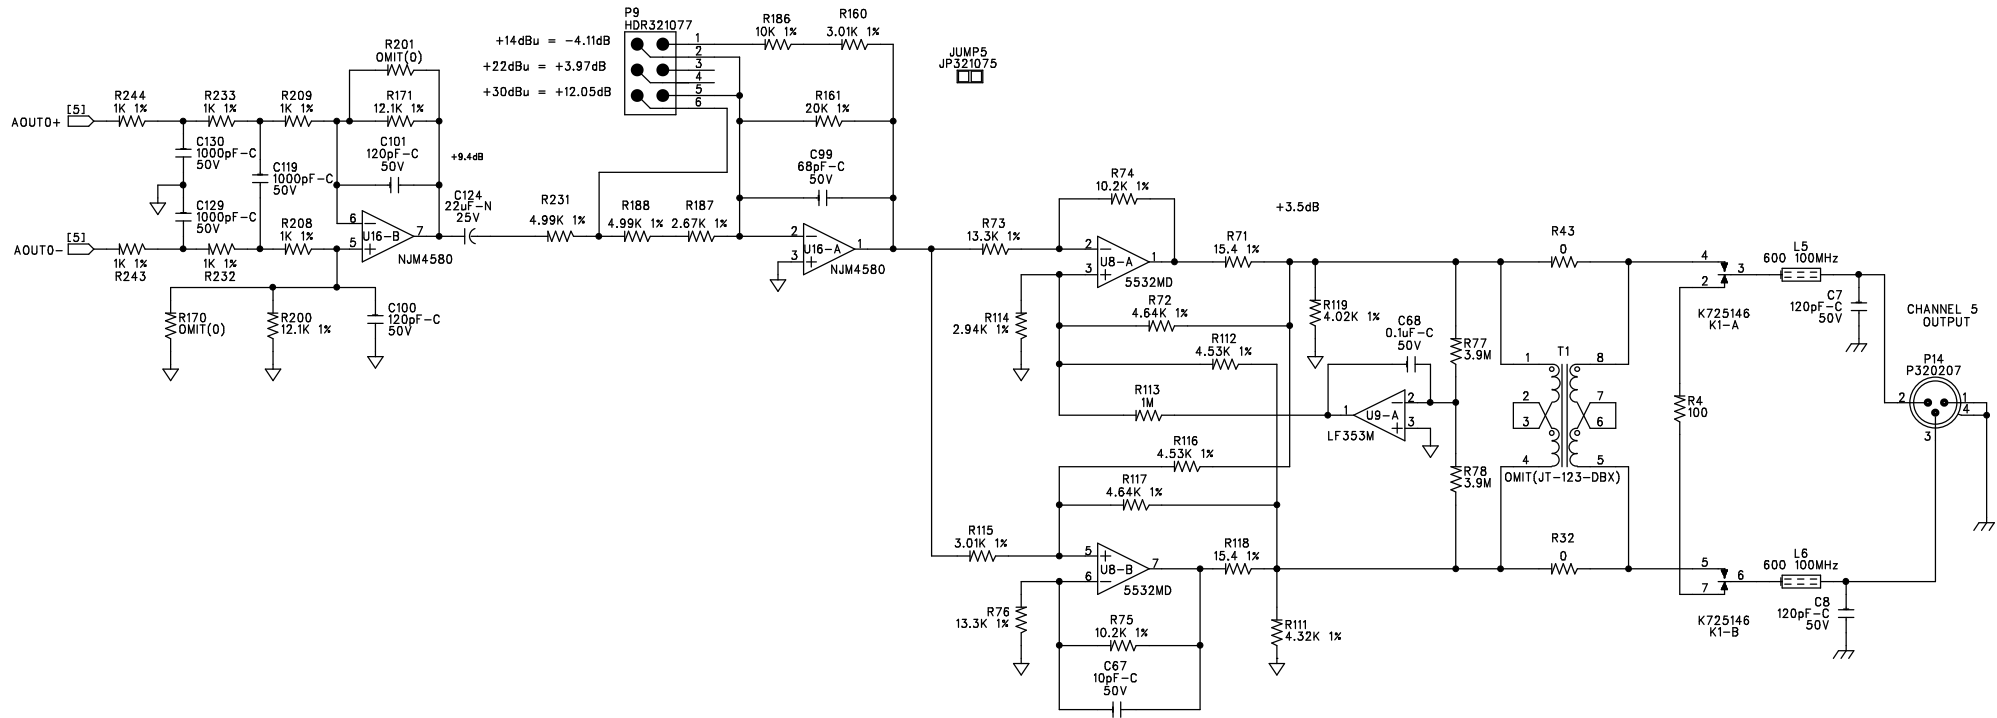 P9
HDR321077
+14dBu = -4.11dB
+22dBu = +3.97dB
+30dBu = +12.05dB
1
2
3
4
5
6
R186
10K 1%
R160
3.01K 1%
JUMP5
JP321075
R201
OMIT(0)
R244
1K 1%
R233
1K 1%
R209
1K 1%
R171
12.1K 1%
R161
20K 1%
[5]
AOUT0+
C130
1000pF-C
50V
C119
1000pF-C
50V
C101
120pF-C
50V
+9.4dB
C99
68pF-C
50V
C129
1000pF-C
50V
C124
22uF-N
25V
R231
4.99K 1%
R188
4.99K 1%
R187
2.67K 1%
[5]
AOUT0-
R208
1K 1%
1K 1%
R243
1K 1%
R232
6
5
7
U16-B
NJM4580
2
3
1
U16-A
NJM4580
R170
OMIT(0)
R200
12.1K 1%
C100
120pF-C
50V
R74
10.2K 1%
+3.5dB
R73
13.3K 1%
2
3
1
U8-A
5532MD
R71
15.4 1%
R43
0
L5
600 100MHz
4
3
2
K725146
K1-A
C7
120pF-C
50V
CHANNEL 5
OUTPUT
R114
2.94K 1%
R72
4.64K 1%
R119
4.02K 1%
R112
4.53K 1%
C68
0.1uF-C
50V
R77
3.9M
T1
1
8
2
7
3
6
4
5
OMIT(JT-123-DBX)
R113
1M
1
2
3
U9-A
LF353M
R4
100
P14
P320207
2
1
4
3
R116
4.53K 1%
R78
3.9M
R117
4.64K 1%
R115
3.01K 1%
5
6
7
U8-B
5532MD
R118
15.4 1%
R32
0
L6
600 100MHz
5
6
7
K725146
K1-B
C8
120pF-C
50V
R76
13.3K 1%
R75
10.2K 1%
R111
4.32K 1%
C67
10pF-C
50V